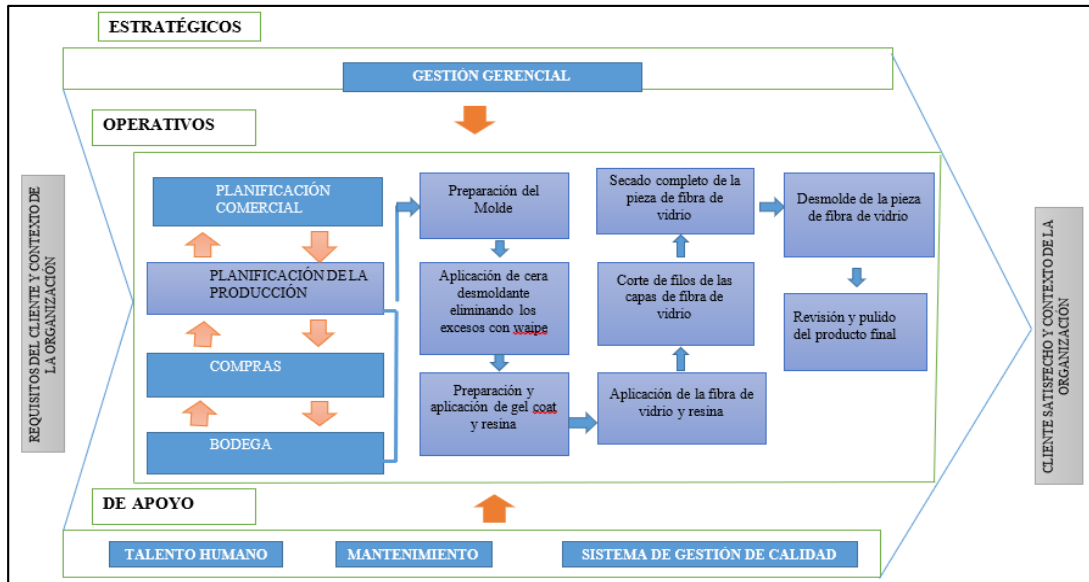 ESTRATÉGICOS
GESTIÓN GERENCIAL
OPERATIVOS
REQUISITOS DEL CLIENTE Y CONTEXTO DE
LA ORGANIZACIÓN
PLANIFICACIÓN
COMERCIAL
PLANIFICACIÓN DE LA
PRODUCCIÓN
COMPRAS
BODEGA
Preparación del
Molde
Aplicación de cera
desmoldante
eliminando los
excesos con waipe
Preparación y
aplicación de gel coat
y resina
Aplicación de la fibra de
vidrio y resina
Corte de filos de las
capas de fibra de
vidrio
Secado completo de la
pieza de fibra de
vidrio
Desmolde de la pieza
de fibra de vidrio
Revisión y pulido
del producto final
CLIENTE SATISFECHO Y CONTEXTO DE LA
ORGANIZACIÓN
DE APOYO
TALENTO HUMANO
MANTENIMIENTO
SISTEMA DE GESTIÓN DE CALIDAD